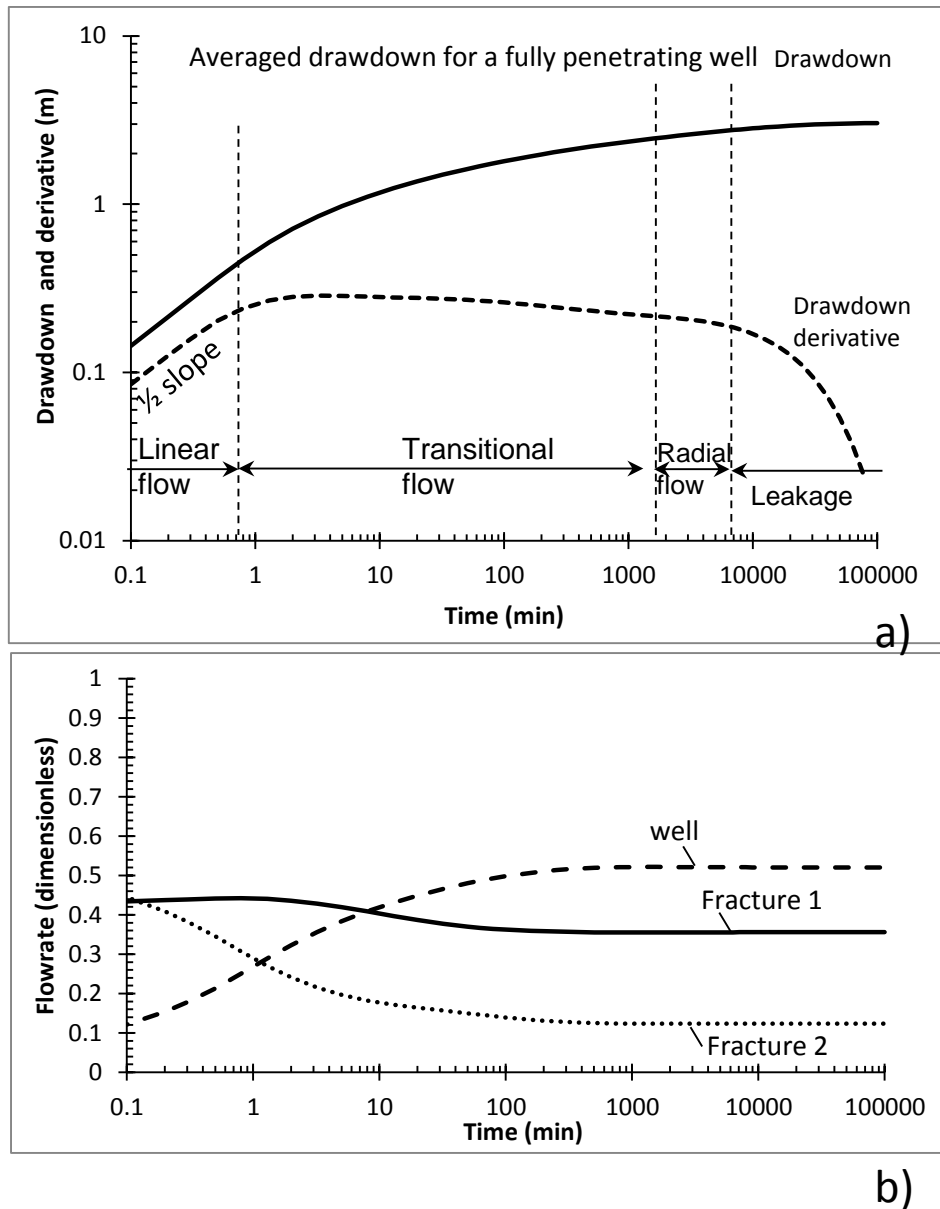 Averaged drawdown for a fully penetrating well
Drawdown
Drawdown and derivative (m)
10
1
0.1
0.01
½ slope
Drawdown
derivative
Linear
flow
Transitional
flow
Radial
flow
Leakage
0.1 1 10 100 1000 10000 100000
Time (min)
a)
Flowrate (dimensionless)
1
0.9
0.8
0.7
0.6
0.5
0.4
0.3
0.2
0.1
0
well
Fracture 1
Fracture 2
0.1 1 10 100 1000 10000 100000
Time (min)
b)